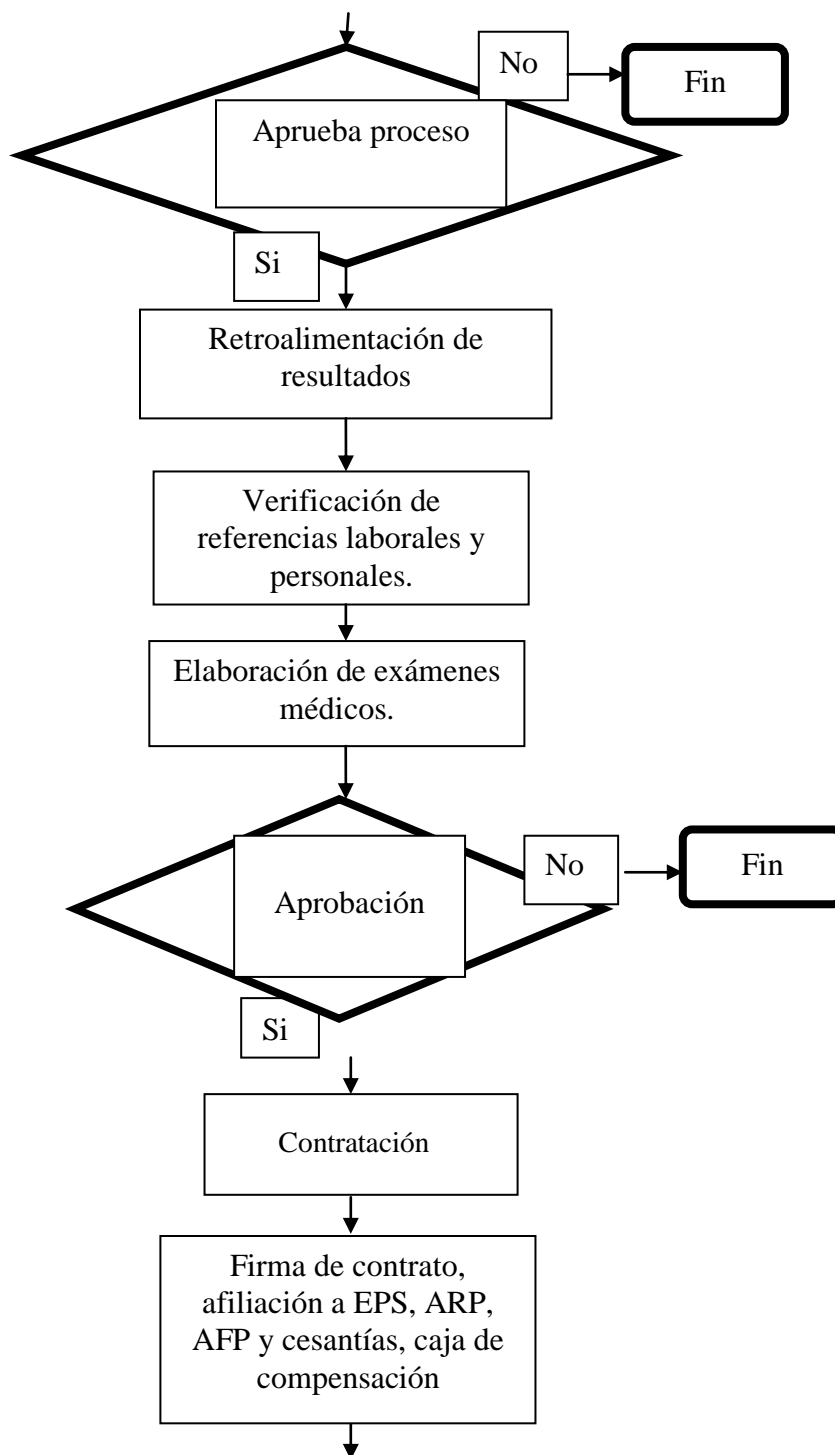 No
Fin
Aprueba proceso
Si
Retroalimentación de
resultados
Verificación de
referencias laborales y
personales.
Elaboración de exámenes
médicos.
No
Fin
Aprobación
Si
Contratación
Firma de contrato,
afiliación a EPS, ARP,
AFP y cesantías, caja de
compensación